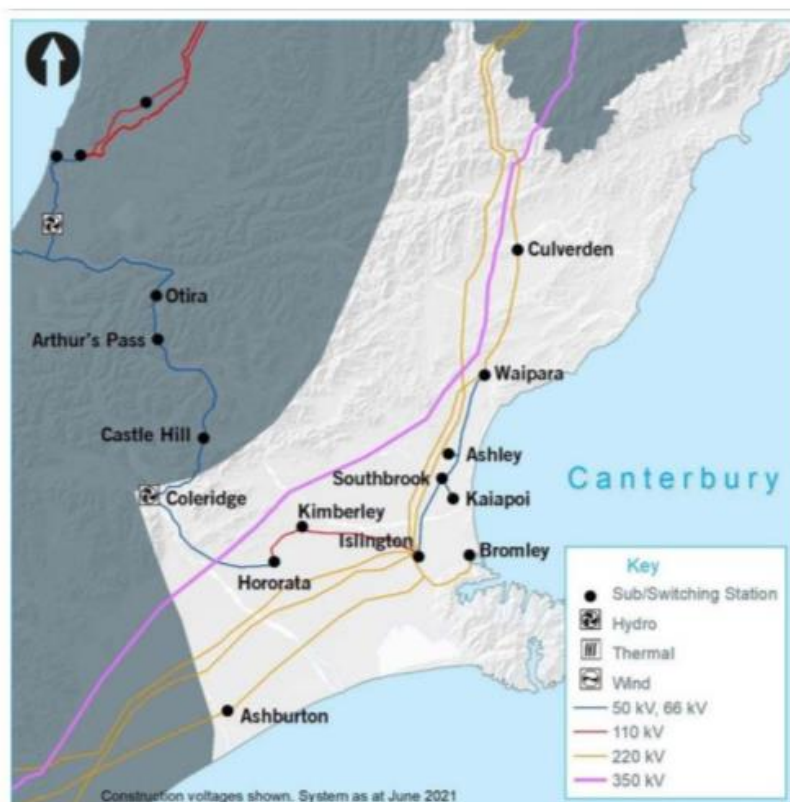 Culverden
Otira
Arthur's Pass
Waipara
Castle Hill
Ashley
Southbrook
Canterbury
Coleridge
Kaiapoi
Kimberley
Islington
Bromley
Hororata
Key
Sub/Switching Station
Hydro
Thermal
Wind
50 kV, 66 kV
110 kV
220 kV
350 kV
Ashburton
Construction voltages shown. System as at June 2021